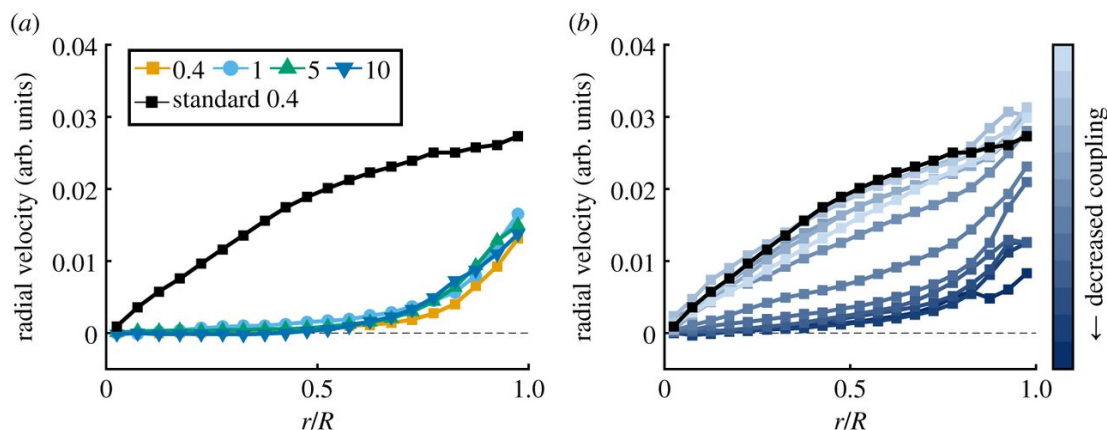 (a)
0.04
0.03
0.02
0.01
0
radial velocity (arb. units)
0.4 1 5 10
standard 0.4
0 0.5 1.0
r/R
(b)
0.04
0.03
0.02
0.01
0
radial velocity (arb. units)
0 0.5 1.0
r/R
← decreased coupling